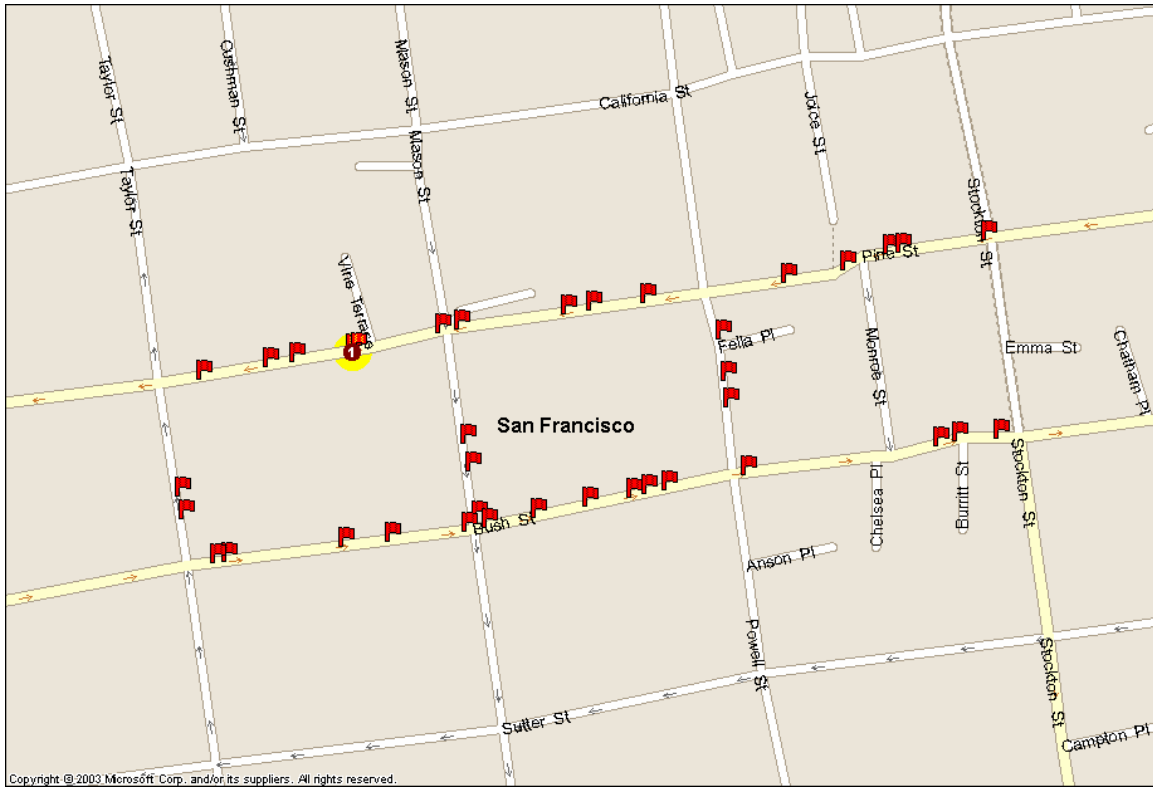 Taylor St
Cushman St
Mason St
California St
Joice St
Mason St
Taylor St
Stockton St
Pine St
Vine Terrace
1
Fella Pl
Monroe St
Emma St
Chatham Pl
San Francisco
Bush St
Chelsea Pl
Burritt St
Stockton St
Anson Pl
Powell St
Stockton St
Sutter St
Campton Pl
Copyright © 2003 Microsoft Corp. and/or its suppliers. All rights reserved.